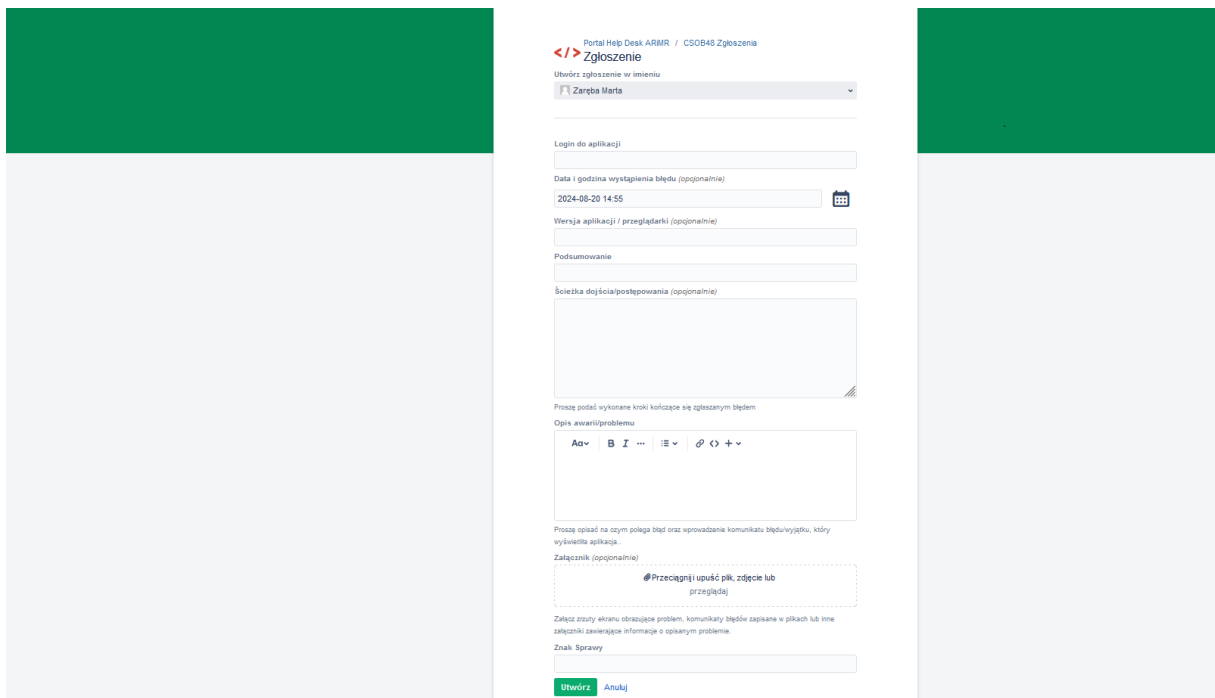 Portal Help Desk ARiMR / CSOB48 Zgłoszenia
</> Zgłoszenie
Utwórz zgłoszenie w imieniu
Zaręba Marta
Login do aplikacji
Data i godzina wystąpienia błędu (opcjonalnie)
2024-08-20 14:55
Wersja aplikacji / przeglądarki (opcjonalnie)
Podsumowanie
Ścieżka dojścia/postępowania (opcjonalnie)
Proszę podać wykonane kroki kończące się zgłaszanym błędem
Opis awarii/problemu
Aa B I ... <> +
Proszę opisać na czym polega błąd oraz wprowadzenie komunikatu błędu/wyjątku, który
wyświetliła aplikacja..
Załącznik (opcjonalnie)
Przeciągnij i upuść plik, zdjęcie lub
przeglądaj
Załącz zrzuty ekranu obrazujące problem, komunikaty błędów zapisane w plikach lub inne
załączniki zawierające informacje o opisanym problemie.
Znak Sprawy
Utwórz Anuluj